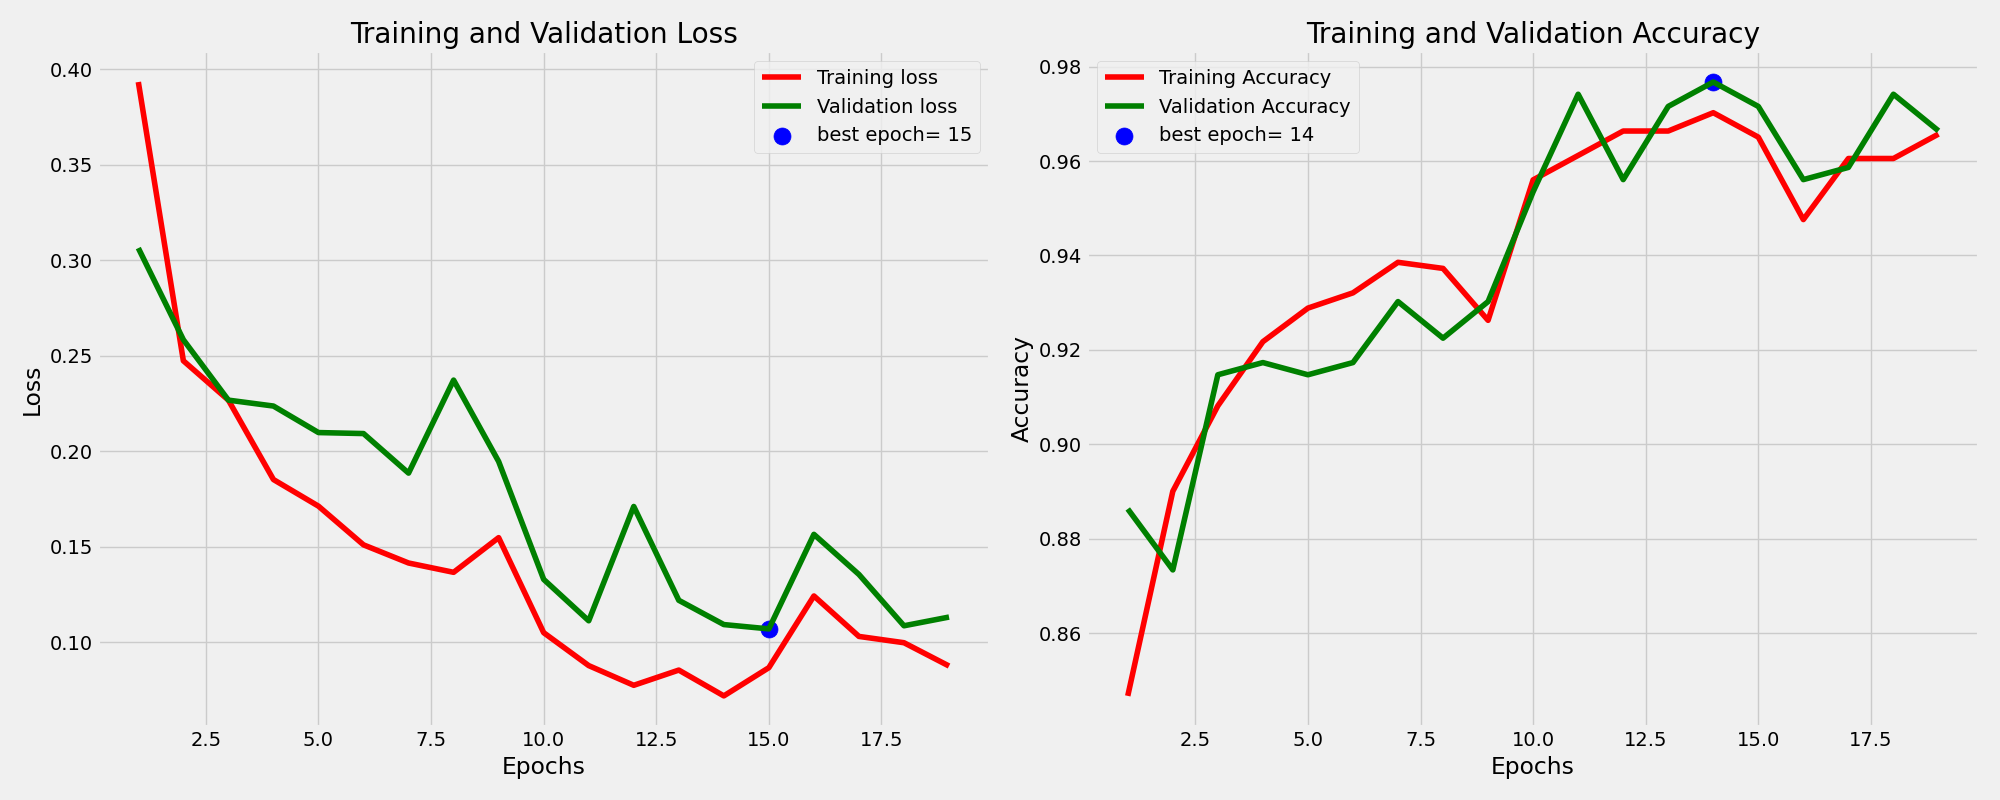 Training and Validation Loss
0.40
0.35
0.30
0.25
0.20
0.15
0.10
Loss
Training loss
Validation loss
best epoch= 15
2.5 5.0 7.5 10.0 12.5 15.0 17.5
Epochs
Training and Validation Accuracy
0.98
0.96
0.94
0.92
0.90
0.88
0.86
Accuracy
Training Accuracy
Validation Accuracy
best epoch= 14
2.5 5.0 7.5 10.0 12.5 15.0 17.5
Epochs